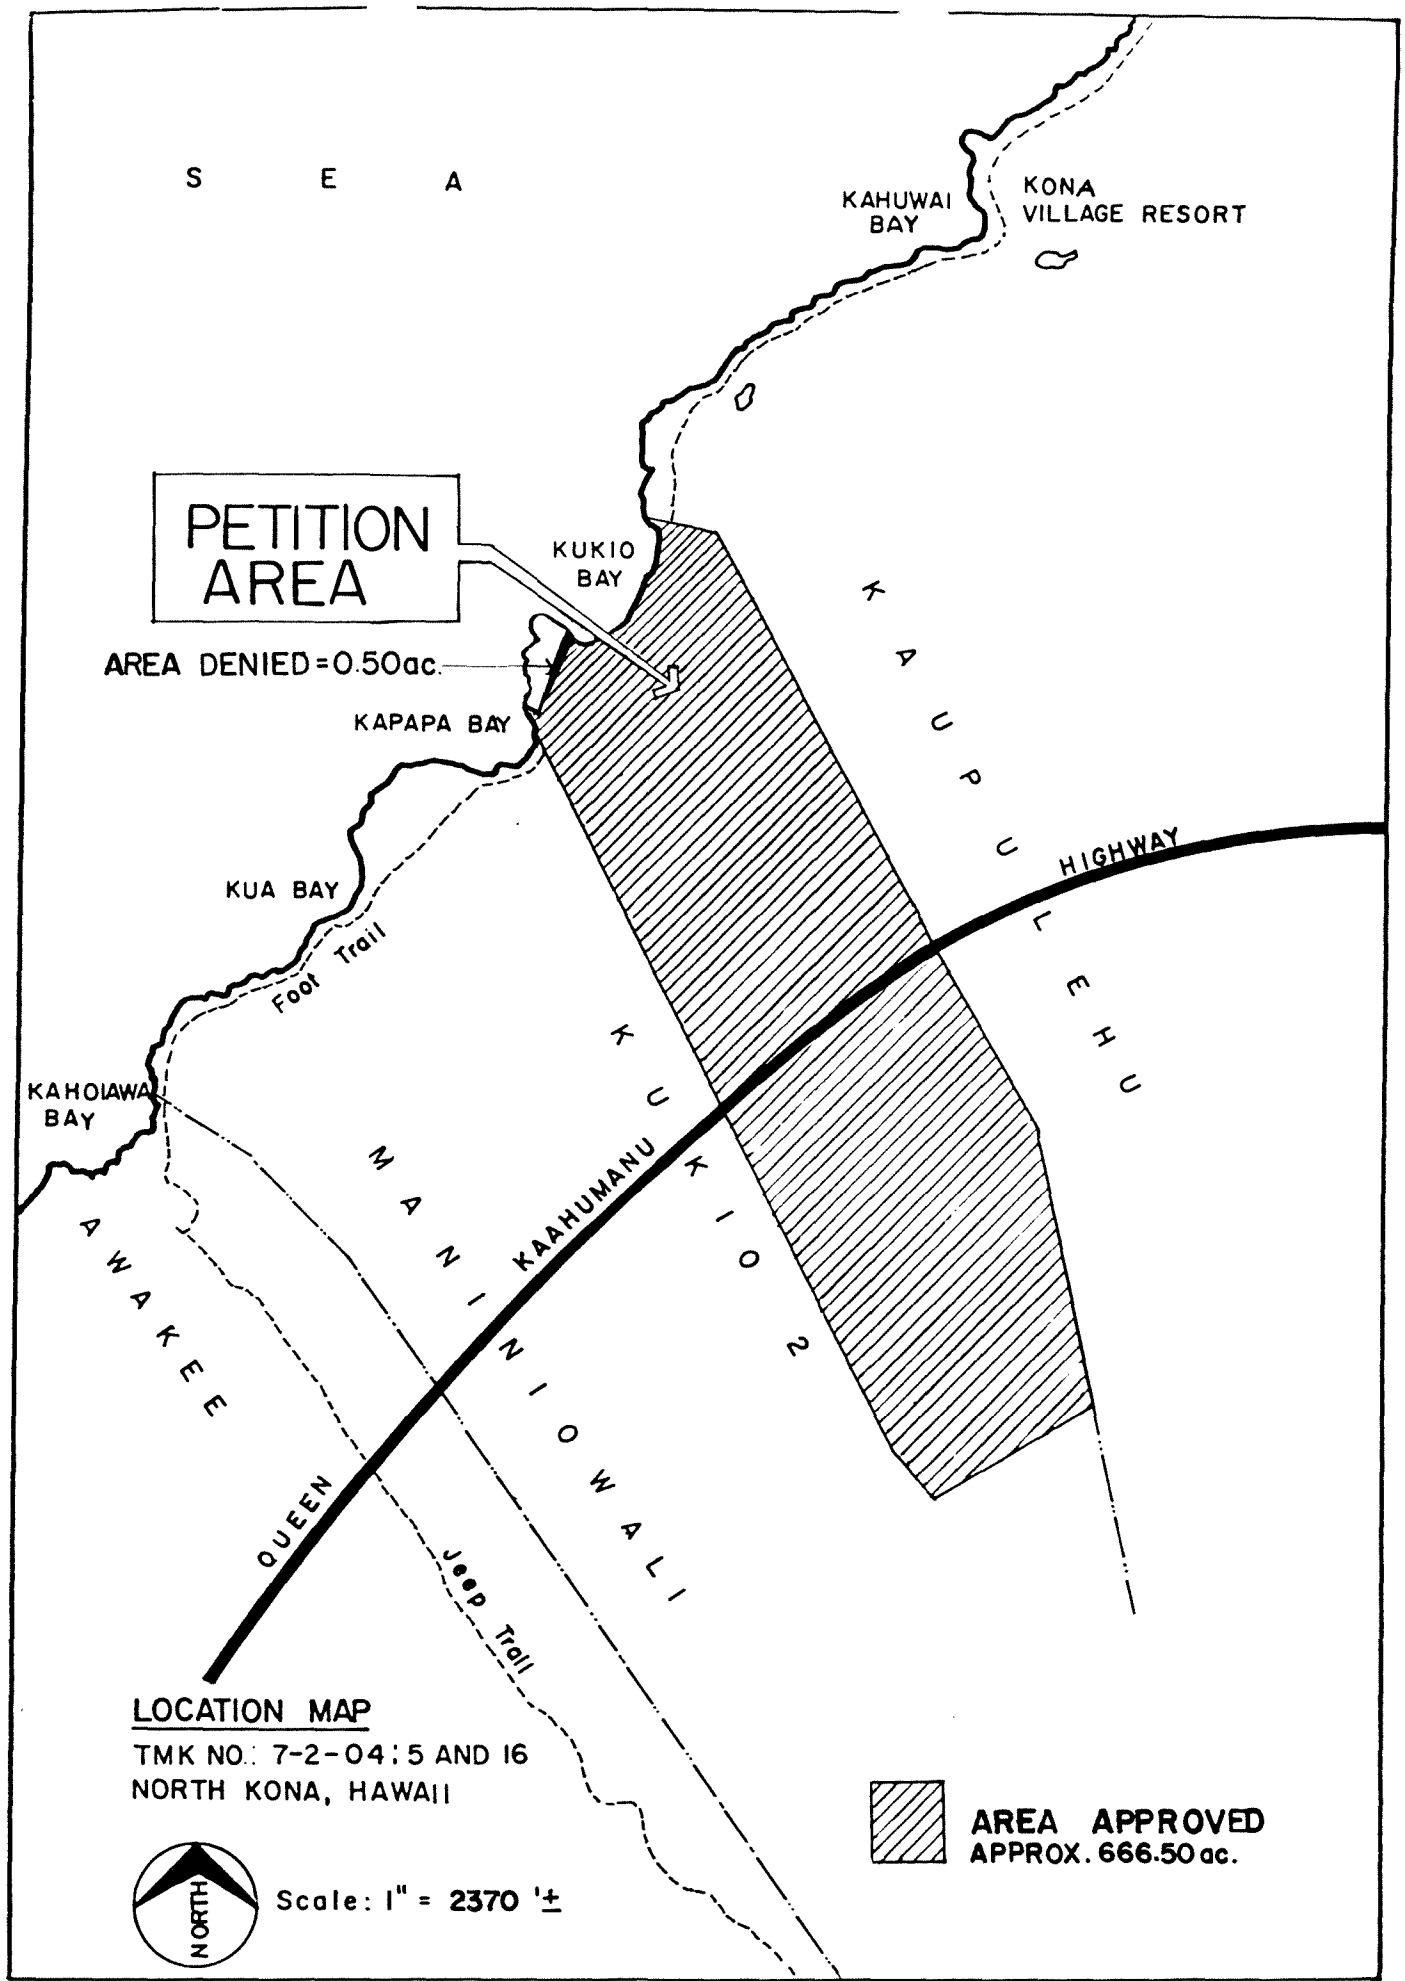 S E A
KAHUWAI
BAY
KONA
VILLAGE RESORT
PETITION
AREA
KUKIO
BAY
AREA DENIED=0.50ac.
KAPAPA BAY
KAUPULEHU
HIGHWAY
KUA BAY
Foot Trail
KUKIO 2
KAHOIAWA
BAY
MANINIOWALI
KAAHUMANU
AWAKEE
QUEEN
Jeep Trail
LOCATION MAP
TMK NO.: 7-2-04:5 AND 16
NORTH KONA, HAWAII
AREA APPROVED
APPROX. 666.50 ac.
NORTH
Scale: 1" = 2370 '±